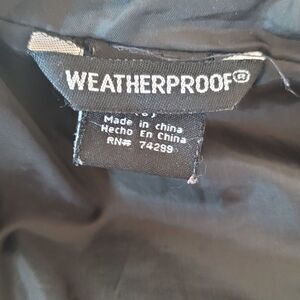 WEATHERPROOF®
Made in china
Hecho En China
RN# 74299